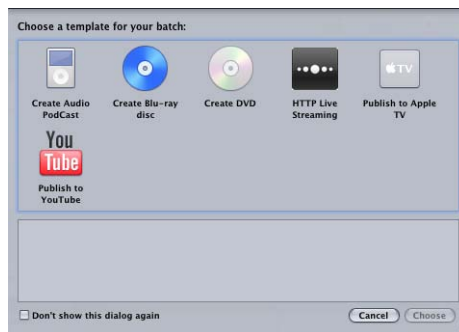 Choose a template for your batch:
tv
Create Audio
PodCast
Create Blu-ray
disc
Create DVD
HTTP Live
Streaming
Publish to Apple
TV
You
Tube
Publish to
YouTube
Don't show this dialog again
Cancel
Choose